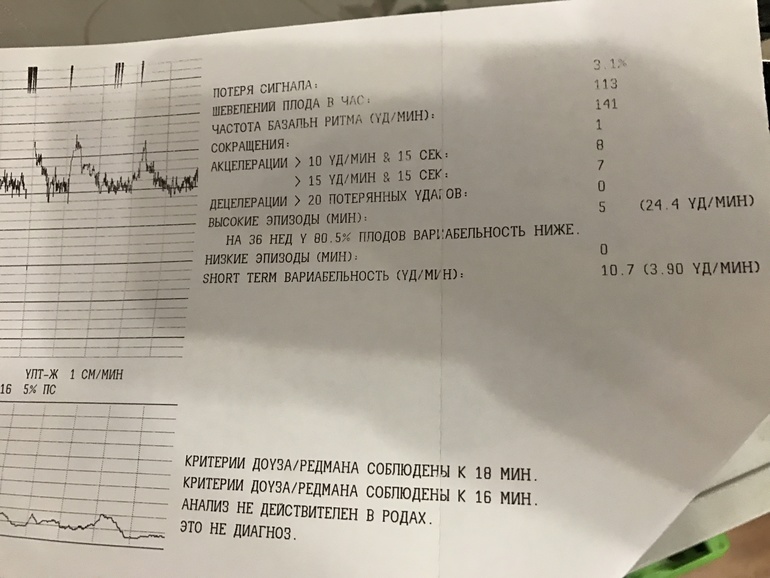 ПОТЕРЯ СИГНАЛА: 3.1%
ШЕВЕЛЕНИЙ ПЛОДА В ЧАС: 113
ЧАСТОТА БАЗАЛЬН РИТМА (УД/МИН): 141
СОКРАЩЕНИЯ: 1
АКЦЕЛЕРАЦИИ > 10 УД/МИН & 15 СЕК: 8
> 15 УД/МИН & 15 СЕК: 7
ДЕЦЕЛЕРАЦИИ > 20 ПОТЕРЯННЫХ УДАРОВ: 0
ВЫСОКИЕ ЭПИЗОДЫ (МИН): 5 (24.4 УД/МИН)
НА 36 НЕД У 80.5% ПЛОДОВ ВАРИАБЕЛЬНОСТЬ НИЖЕ.
НИЗКИЕ ЭПИЗОДЫ (МИН): 0
SHORT TERM ВАРИАБЕЛЬНОСТЬ (УД/МИН): 10.7 (3.90 УД/МИН)
УЛТ-Ж 1 СМ/МИН
16 5% ПС
КРИТЕРИИ ДОУЗА/РЕДМАНА СОБЛЮДЕНЫ К 18 МИН.
КРИТЕРИИ ДОУЗА/РЕДМАНА СОБЛЮДЕНЫ К 16 МИН.
АНАЛИЗ НЕ ДЕЙСТВИТЕЛЕН В РОДАХ.
ЭТО НЕ ДИАГНОЗ.